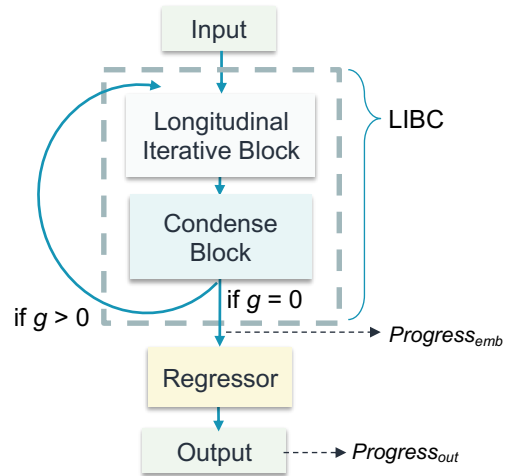 Input
Longitudinal
Iterative Block
LIBC
Condense
Block
if g > 0
if g = 0
Progress_emb
Regressor
Output
Progress_out